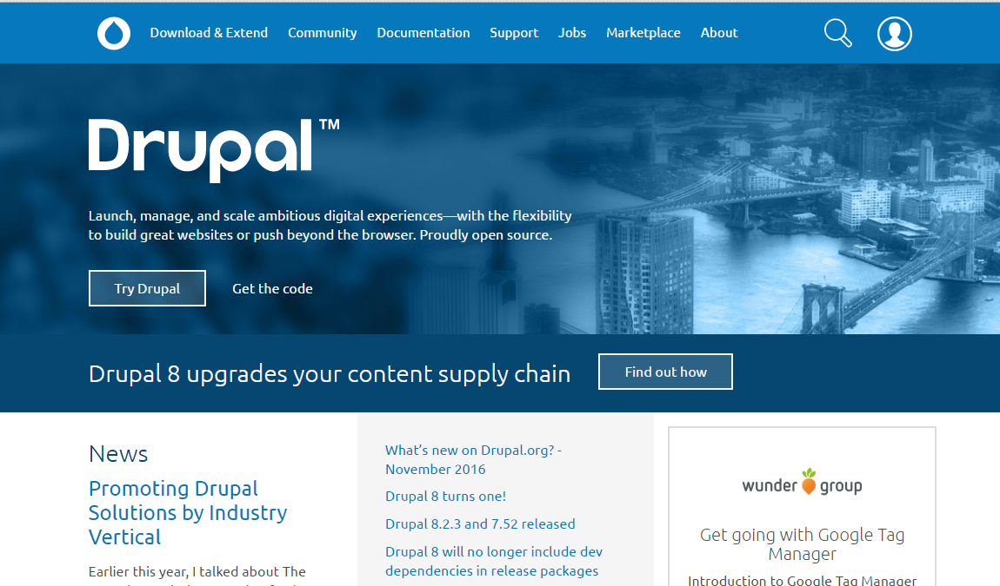 Download & Extend Community Documentation Support Jobs Marketplace About
Drupal™
Launch, manage, and scale ambitious digital experiences—with the flexibility
to build great websites or push beyond the browser. Proudly open source.
Try Drupal Get the code
Drupal 8 upgrades your content supply chain Find out how
News
Promoting Drupal
Solutions by Industry
Vertical
Earlier this year, I talked about The
What’s new on Drupal.org? -
November 2016
Drupal 8 turns one!
Drupal 8.2.3 and 7.52 released
Drupal 8 will no longer include dev
dependencies in release packages
wunder group
Get going with Google Tag
Manager
Introduction to Google Tag Manager